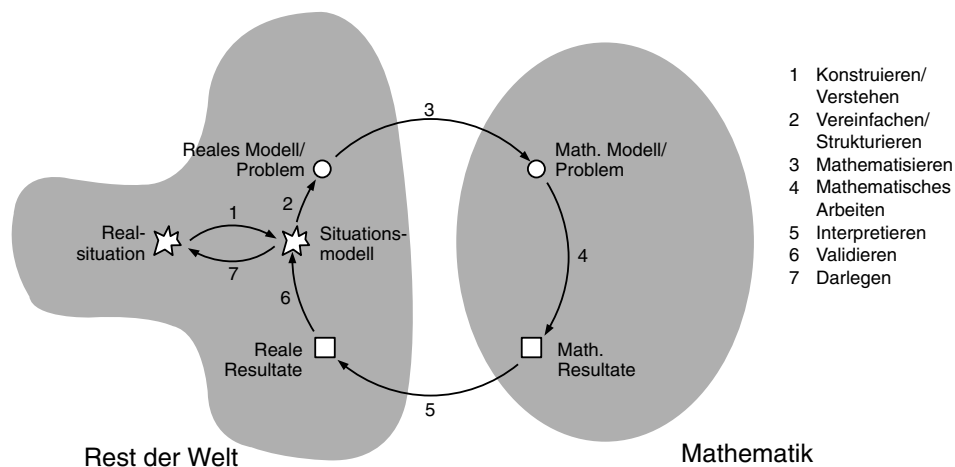 3
1 Konstruieren/
Verstehen
2 Vereinfachen/
Strukturieren
3 Mathematisieren
4 Mathematisches
Arbeiten
5 Interpretieren
6 Validieren
7 Darlegen
Reales Modell/
Problem
Math. Modell/
Problem
2
1
Real-
situation
Situations-
modell
7
4
6
Reale
Resultate
Math.
Resultate
5
Rest der Welt
Mathematik